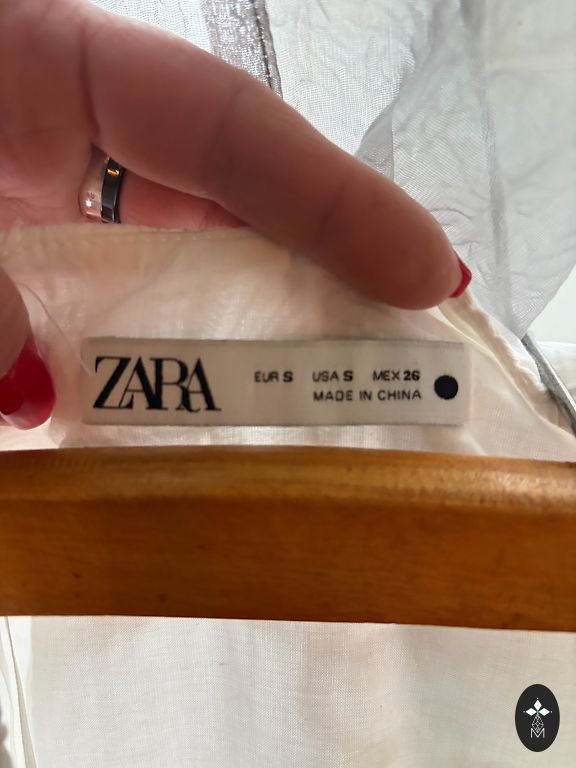 ZARA
EUR S USA S MEX 26
MADE IN CHINA
M